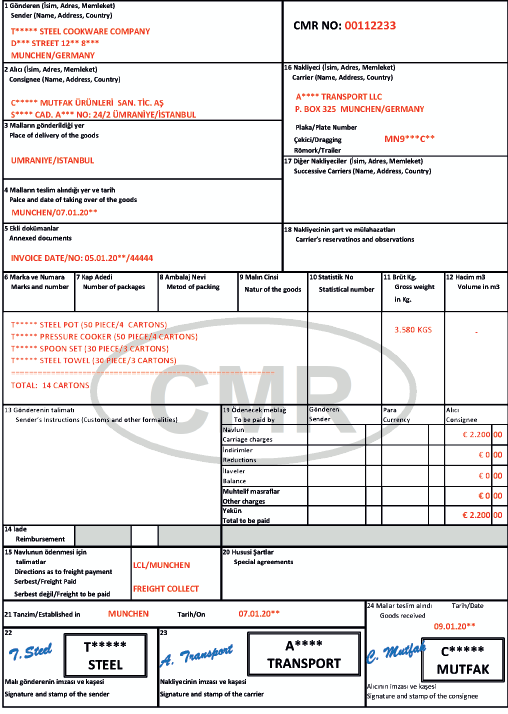 1 Gönderen (İsim, Adres, Memleket)
Sender (Name, Address, Country)
T***** STEEL COOKWARE COMPANY
D*** STREET 12** 8***
MUNCHEN/GERMANY
CMR NO: 00112233
2 Alıcı (İsim, Adres, Memleket)
Consignee (Name, Address, Country)
C***** MUTFAK ÜRÜNLERİ SAN. TİC. AŞ
S**** CAD. A*** NO: 24/2 ÜMRANİYE/İSTANBUL
16 Nakliyeci (İsim, Adres, Memleket)
Carrier (Name, Address, Country)
A**** TRANSPORT LLC
P. BOX 325 MUNCHEN/GERMANY
Plaka/Plate Number
Çekici/Dragging MN9***C**
Römork/Trailer
3 Malların gönderildiği yer
Place of delivery of the goods
UMRANIYE/ISTANBUL
17 Diğer Nakliyeciler (İsim, Adres, Memleket)
Successive Carriers (Name, Address, Country)
4 Malların teslim alındığı yer ve tarih
Palce and date of taking over of the goods
MUNCHEN/07.01.20**
5 Ekli dokümanlar
Annexed documents
INVOICE DATE/NO: 05.01.20**/44444
18 Nakliyecinin şart ve mülahazatları
Carrier's reservatinos and observations
6 Marka ve Numara
Marks and number
7 Kap Adedi
Number of packages
8 Ambalaj Nevi
Metod of packing
9 Malın Cinsi
Natur of the goods
10 Statistik No
Statistical number
11 Brüt Kg.
Gross weight
in Kg.
12 Hacim m3
Volume in m3
T***** STEEL POT (50 PIECE/4 CARTONS)
T***** PRESSURE COOKER (50 PIECE/4 CARTONS)
T***** SPOON SET (30 PIECE/3 CARTONS)
T***** STEEL TOWEL (30 PIECE/3 CARTONS)
TOTAL: 14 CARTONS
3.580 KGS
-
CMR
13 Gönderenin talimatı
Sender's Instructions (Customs and other formalities)
19 Ödenecek meblağ
To be paid by
Gönderen
Sender
Para
Currency
Alıcı
Consignee
Navlun
Carriage charges € 2.200 00
İndirimler
Reductions € 0 00
İlaveler
Balance € 0 00
Muhtelif masraflar
Other charges € 0 00
Yekün
Total to be paid € 2.200 00
14 İade
Reimbursement
15 Navlunun ödenmesi için
talimatlar
Directions as to freight payment
Serbest/Freight Paid
Serbest değil/Freight to be paid
LCL/MUNCHEN
FREIGHT COLLECT
20 Hususi Şartlar
Special agreements
21 Tanzim/Established in MUNCHEN Tarih/On 07.01.20**
24 Mallar teslim alındı Tarih/Date
Goods received
09.01.20**
22
T. Steel
T*****
STEEL
Malı gönderenin imzası ve kaşesi
Signature and stamp of the sender
23
A. Transport
A****
TRANSPORT
Nakliyecinin imzası ve kaşesi
Signature and stamp of the carrier
C. Mutfak
C*****
MUTFAK
Alıcının imzası ve kaşesi
Signature and stamp of the consignee